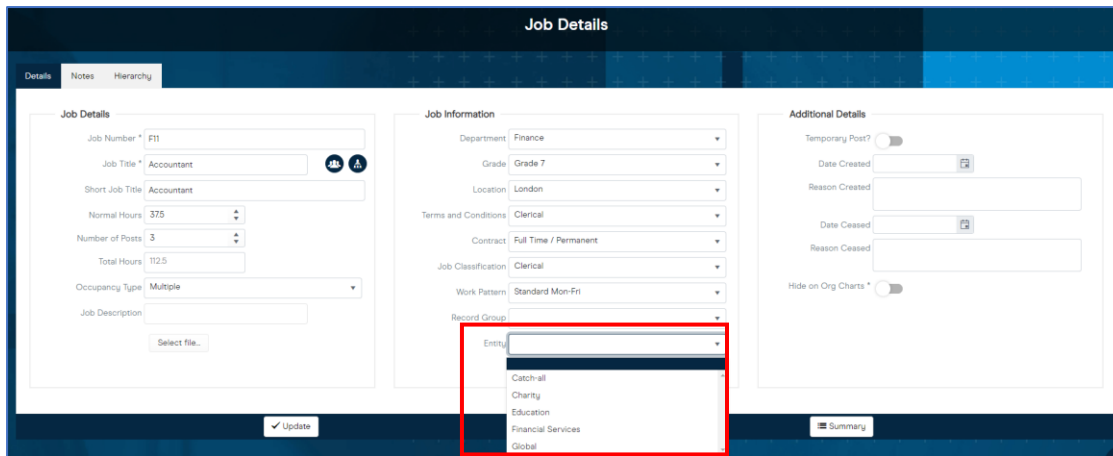 Job Details
Details Notes Hierarchy
Job Details
Job Number * F11
Job Title * Accountant
Short Job Title Accountant
Normal Hours 37.5
Number of Posts 3
Total Hours 112.5
Occupancy Type Multiple
Job Description
Select file...
Job Information
Department Finance
Grade Grade 7
Location London
Terms and Conditions Clerical
Contract Full Time / Permanent
Job Classification Clerical
Work Pattern Standard Mon-Fri
Record Group
Entity
Catch-all
Charity
Education
Financial Services
Global
Additional Details
Temporary Post?
Date Created
Reason Created
Date Ceased
Reason Ceased
Hide on Org Charts *
Update
Summary